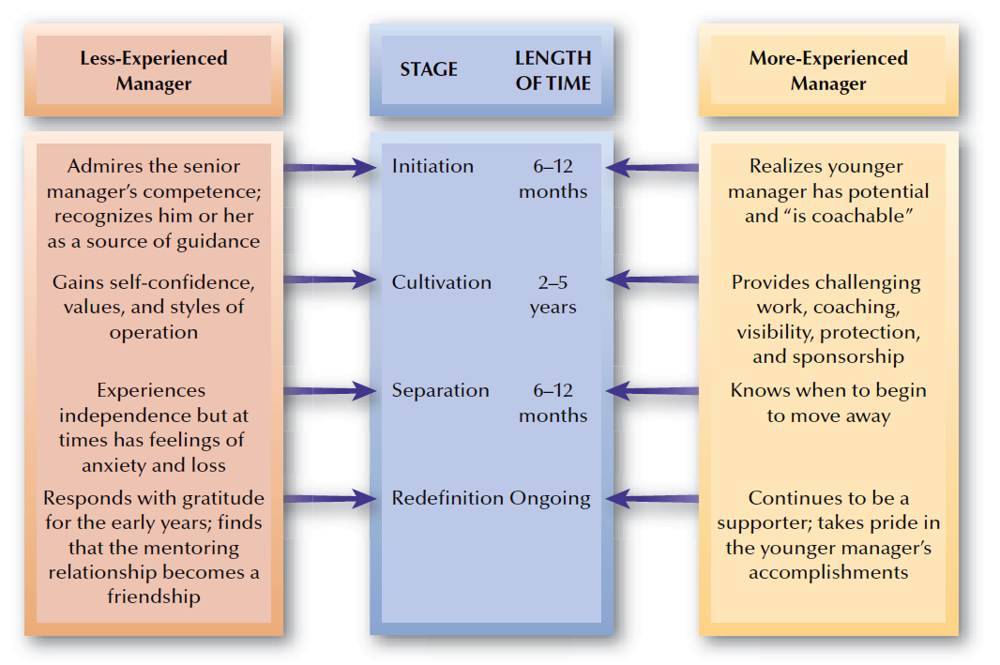 Less-Experienced
Manager
STAGE
LENGTH
OF TIME
More-Experienced
Manager
Admires the senior
manager's competence;
recognizes him or her
as a source of guidance
Initiation
6–12
months
Realizes younger
manager has potential
and “is coachable”
Gains self-confidence,
values, and styles of
operation
Cultivation
2–5
years
Provides challenging
work, coaching,
visibility, protection,
and sponsorship
Experiences
independence but at
times has feelings of
anxiety and loss
Separation
6–12
months
Knows when to begin
to move away
Responds with gratitude
for the early years; finds
that the mentoring
relationship becomes a
friendship
Redefinition Ongoing
Continues to be a
supporter; takes pride in
the younger manager's
accomplishments